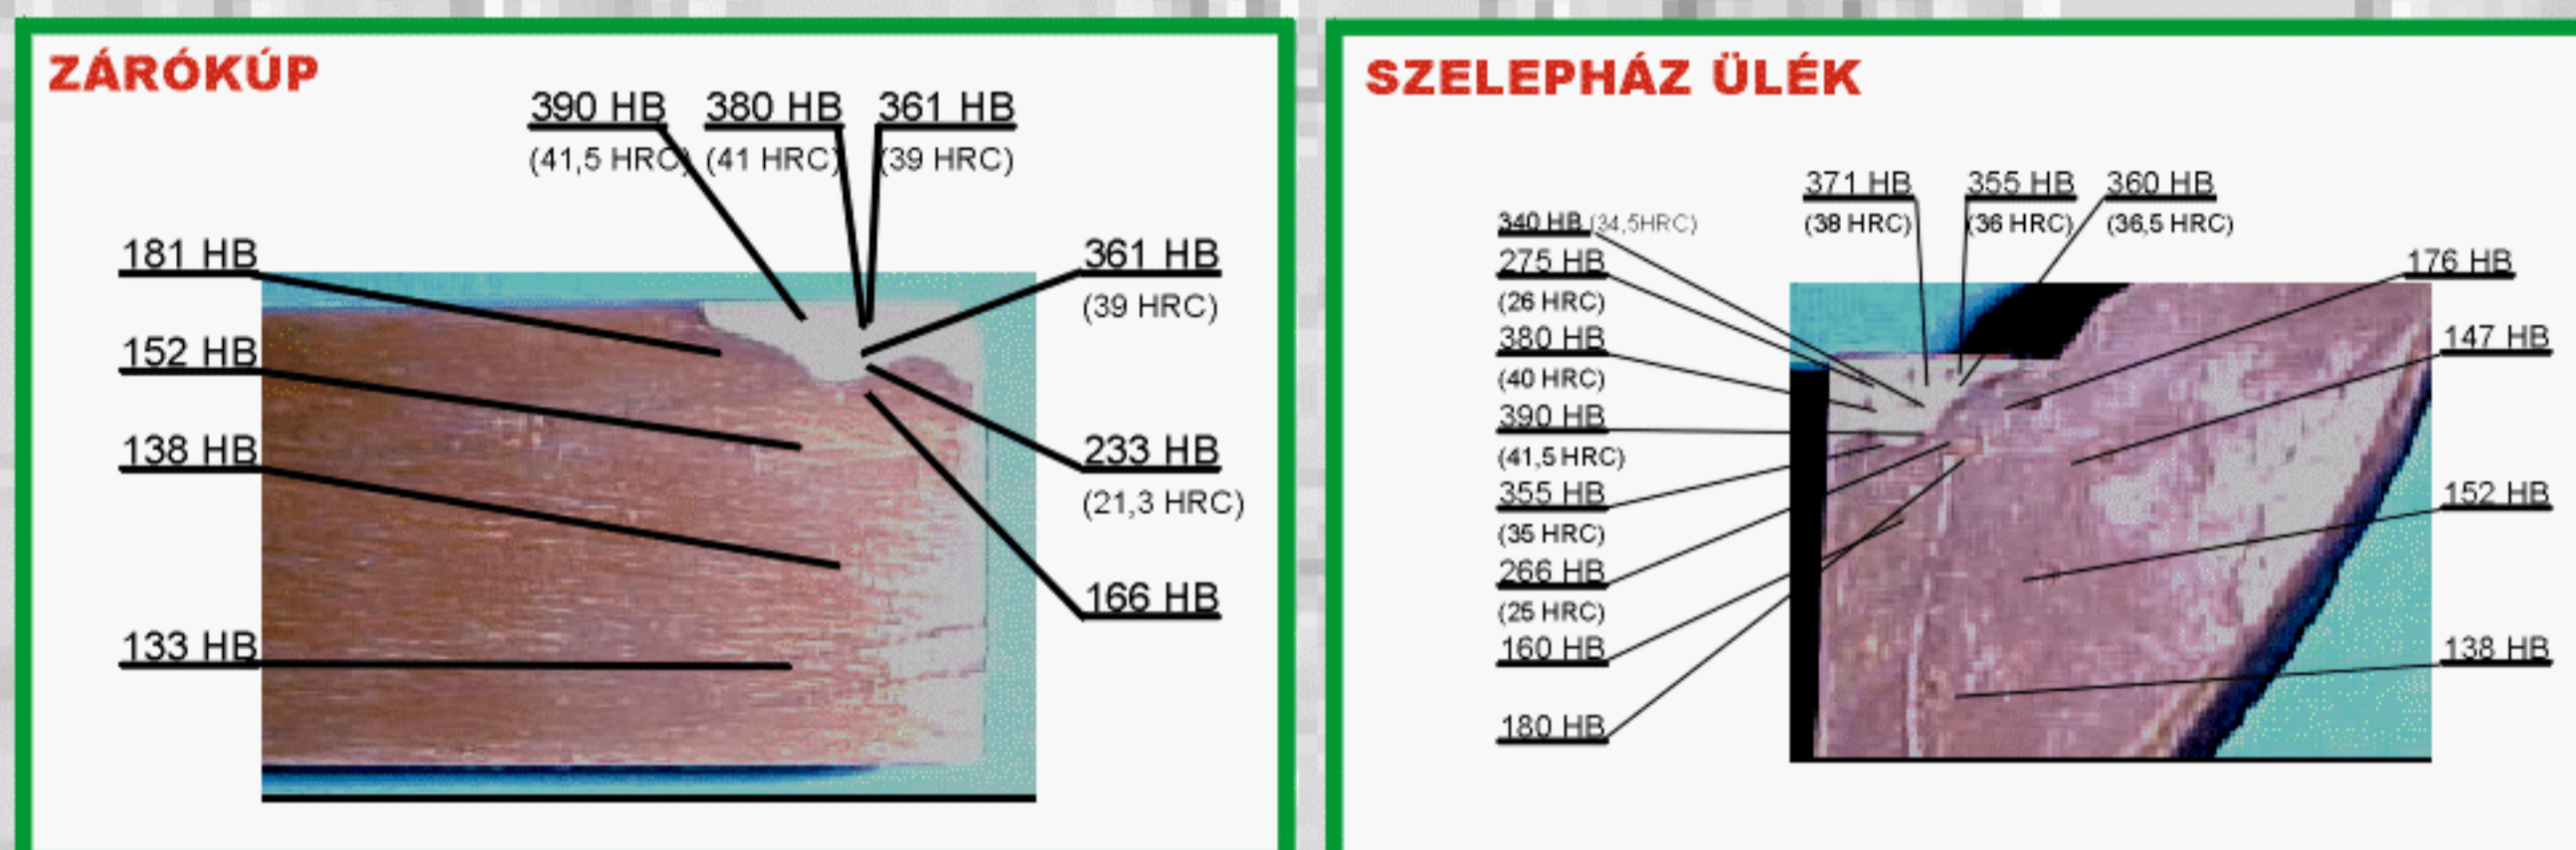 ZÁRÓKÚP
390 HB 380 HB 361 HB
(41,5 HRC) (41 HRC) (39 HRC)
181 HB
152 HB
138 HB
133 HB
361 HB
(39 HRC)
233 HB
(21,3 HRC)
166 HB
SZELEPHÁZ ÜLÉK
371 HB 355 HB 360 HB
(38 HRC) (36 HRC) (36,5 HRC)
340 HB (34,5HRC)
275 HB
(26 HRC)
380 HB
(40 HRC)
390 HB
(41,5 HRC)
355 HB
(35 HRC)
266 HB
(25 HRC)
160 HB
180 HB
176 HB
147 HB
152 HB
138 HB